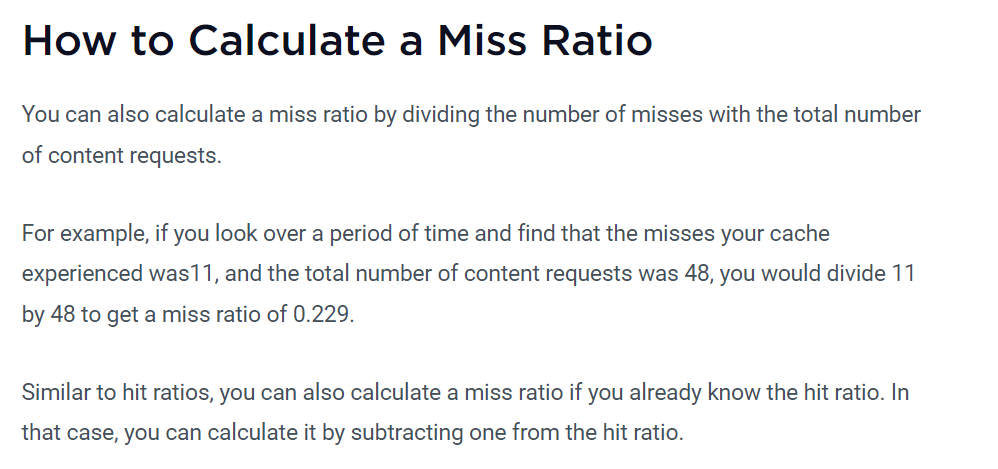 How to Calculate a Miss Ratio
You can also calculate a miss ratio by dividing the number of misses with the total number
of content requests.
For example, if you look over a period of time and find that the misses your cache
experienced was11, and the total number of content requests was 48, you would divide 11
by 48 to get a miss ratio of 0.229.
Similar to hit ratios, you can also calculate a miss ratio if you already know the hit ratio. In
that case, you can calculate it by subtracting one from the hit ratio.